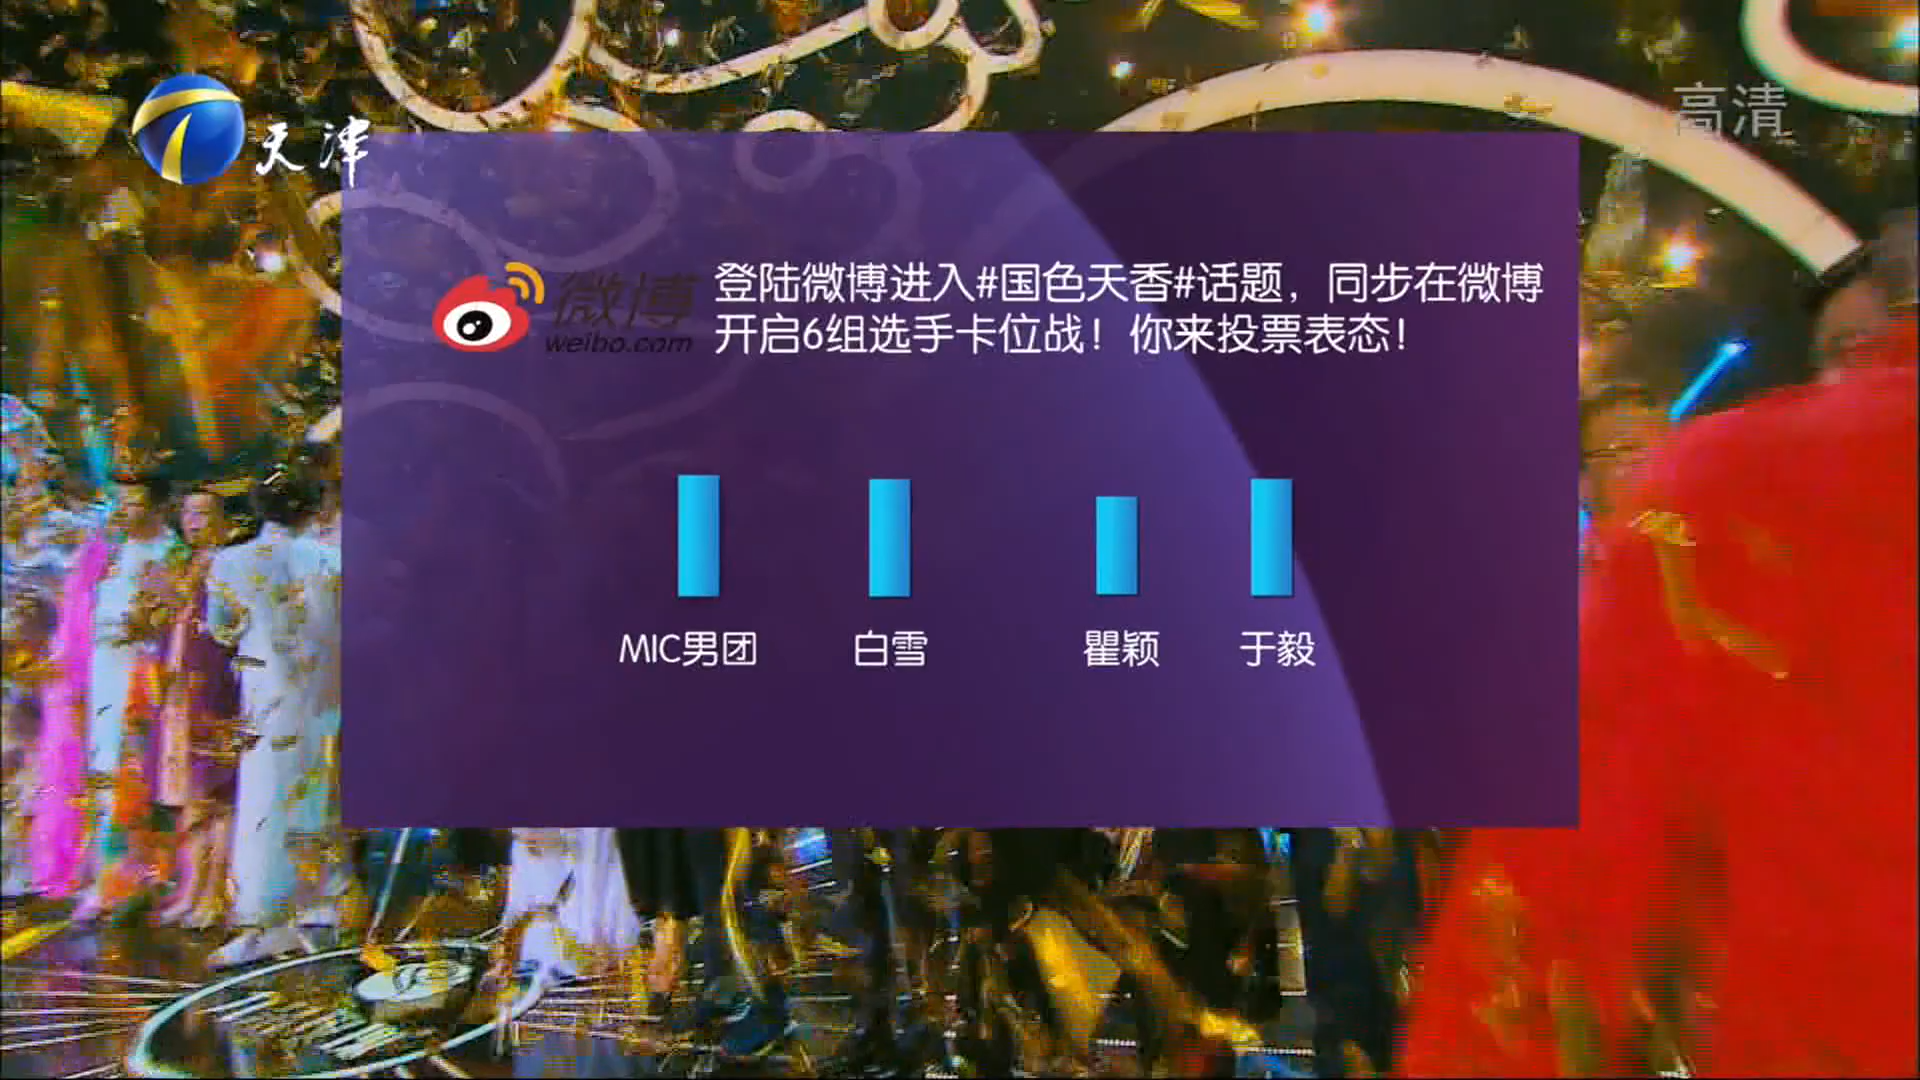 天津
高清
微博
weibo.com
登陆微博进入#国色天香#话题，同步在微博
开启6组选手卡位战！你来投票表态！
MIC男团 白雪 瞿颖 于毅